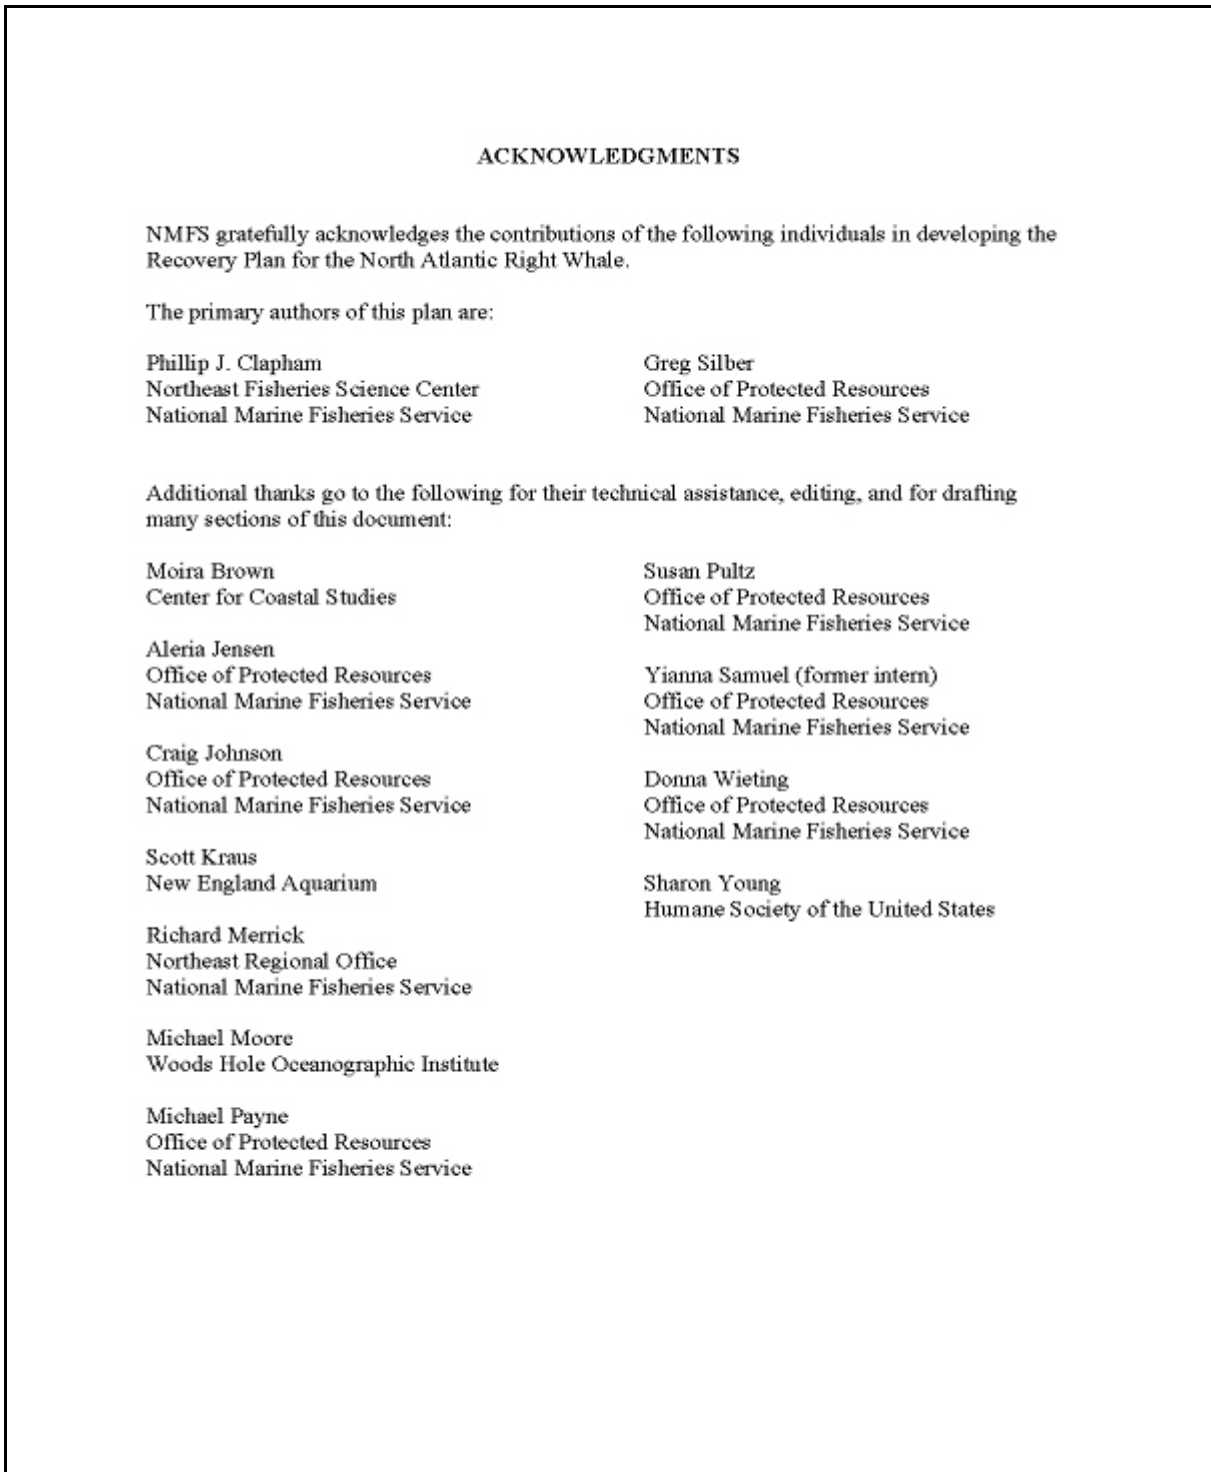 ACKNOWLEDGMENTS
NMFS gratefully acknowledges the contributions of the following individuals in developing the
Recovery Plan for the North Atlantic Right Whale.
The primary authors of this plan are:
Phillip J. Clapham
Northeast Fisheries Science Center
National Marine Fisheries Service
Greg Silber
Office of Protected Resources
National Marine Fisheries Service
Additional thanks go to the following for their technical assistance, editing, and for drafting
many sections of this document:
Moira Brown
Center for Coastal Studies
Aleria Jensen
Office of Protected Resources
National Marine Fisheries Service
Craig Johnson
Office of Protected Resources
National Marine Fisheries Service
Scott Kraus
New England Aquarium
Richard Merrick
Northeast Regional Office
National Marine Fisheries Service
Michael Moore
Woods Hole Oceanographic Institute
Michael Payne
Office of Protected Resources
National Marine Fisheries Service
Susan Pultz
Office of Protected Resources
National Marine Fisheries Service
Yianna Samuel (former intern)
Office of Protected Resources
National Marine Fisheries Service
Donna Wieting
Office of Protected Resources
National Marine Fisheries Service
Sharon Young
Humane Society of the United States